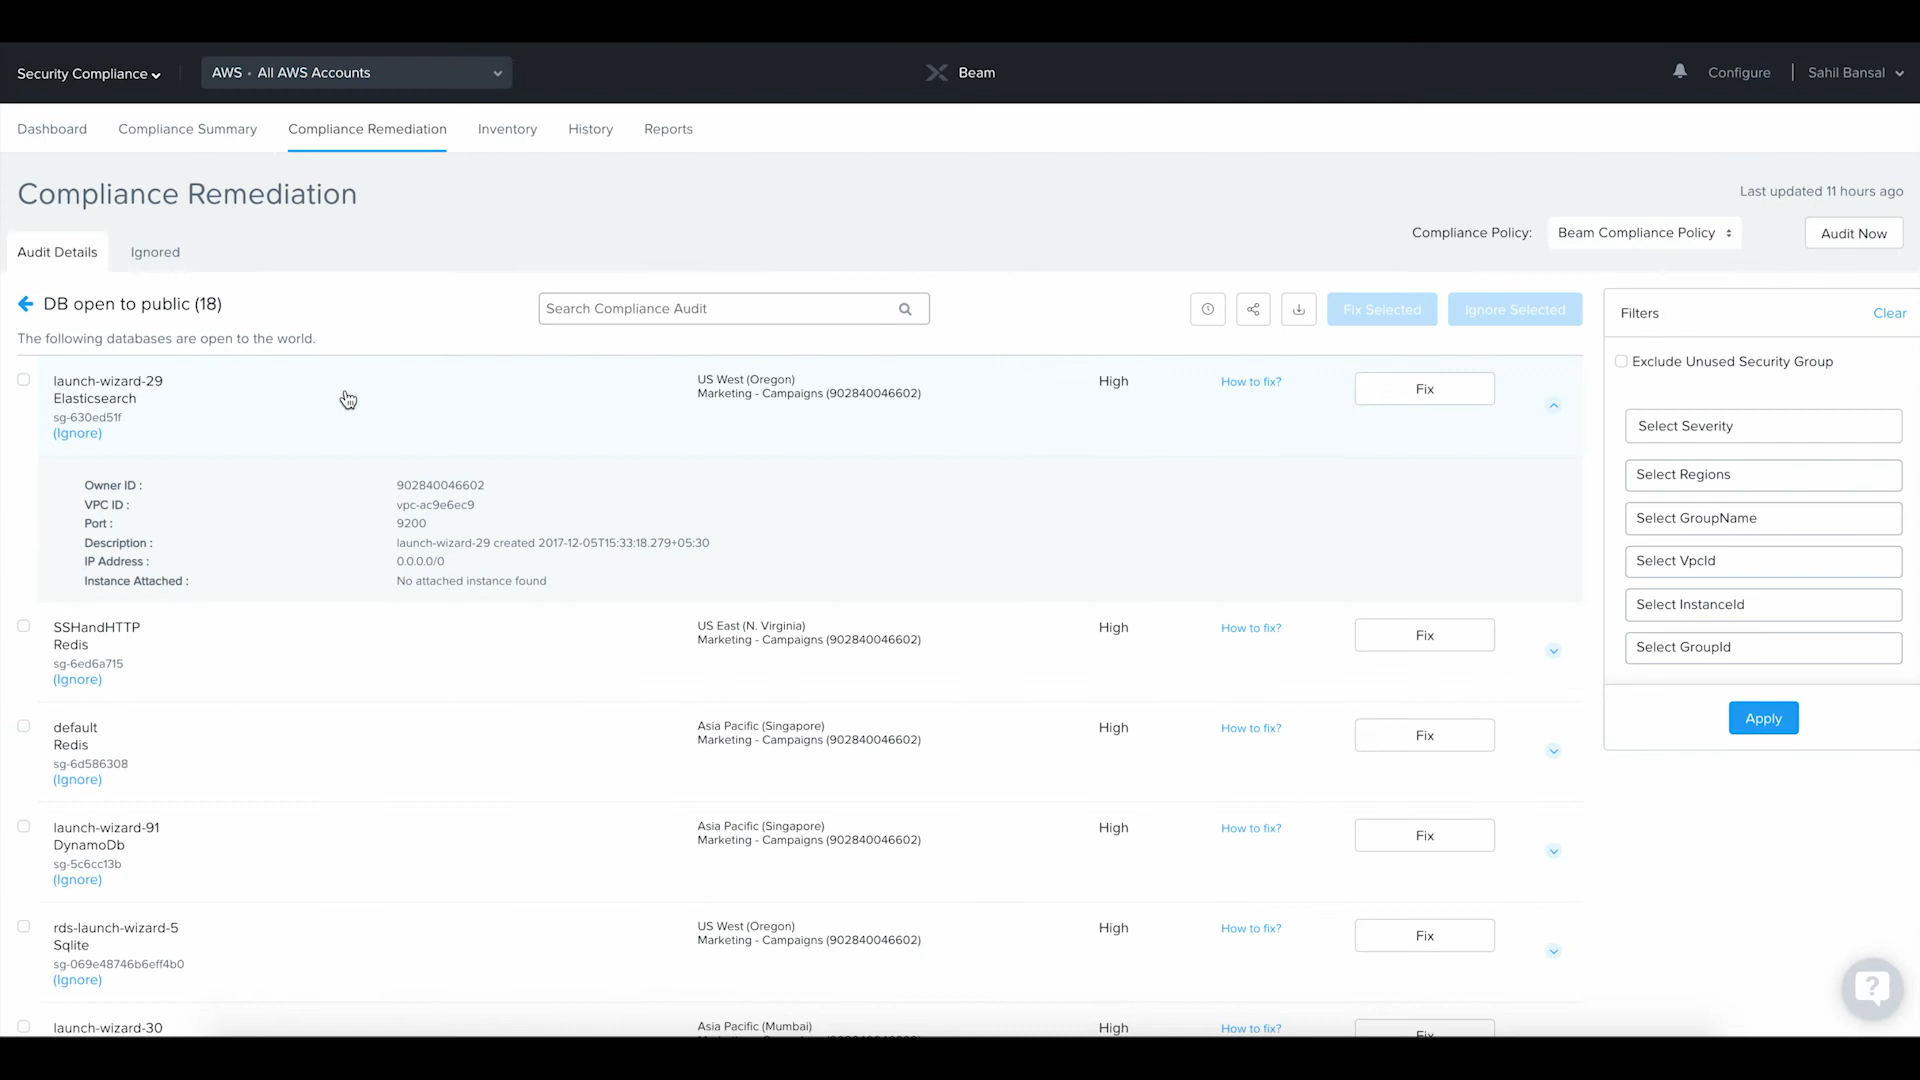 Security Compliance
AWS • All AWS Accounts
Beam
Configure
Sahil Bansal
Dashboard
Compliance Summary
Compliance Remediation
Inventory
History
Reports
Compliance Remediation
Last updated 11 hours ago
Compliance Policy:
Beam Compliance Policy
Audit Now
Audit Details
Ignored
DB open to public (18)
Search Compliance Audit
Fix Selected
Ignore Selected
The following databases are open to the world.
launch-wizard-29
Elasticsearch
sg-630ed51f
(Ignore)
US West (Oregon)
Marketing - Campaigns (902840046602)
High
How to fix?
Fix
Owner ID : 902840046602
VPC ID : vpc-ac9e6ec9
Port : 9200
Description : launch-wizard-29 created 2017-12-05T15:33:18.279+05:30
IP Address : 0.0.0.0/0
Instance Attached : No attached instance found
SSHandHTTP
Redis
sg-6ed6a715
(Ignore)
US East (N. Virginia)
Marketing - Campaigns (902840046602)
High
How to fix?
Fix
default
Redis
sg-6d586308
(Ignore)
Asia Pacific (Singapore)
Marketing - Campaigns (902840046602)
High
How to fix?
Fix
launch-wizard-91
DynamoDb
sg-5c6cc13b
(Ignore)
Asia Pacific (Singapore)
Marketing - Campaigns (902840046602)
High
How to fix?
Fix
rds-launch-wizard-5
Sqlite
sg-069e48746b6eff4b0
(Ignore)
US West (Oregon)
Marketing - Campaigns (902840046602)
High
How to fix?
Fix
launch-wizard-30
Asia Pacific (Mumbai)
High
How to fix?
Fix
Filters
Clear
Exclude Unused Security Group
Select Severity
Select Regions
Select GroupName
Select VpcId
Select InstanceId
Select GroupId
Apply